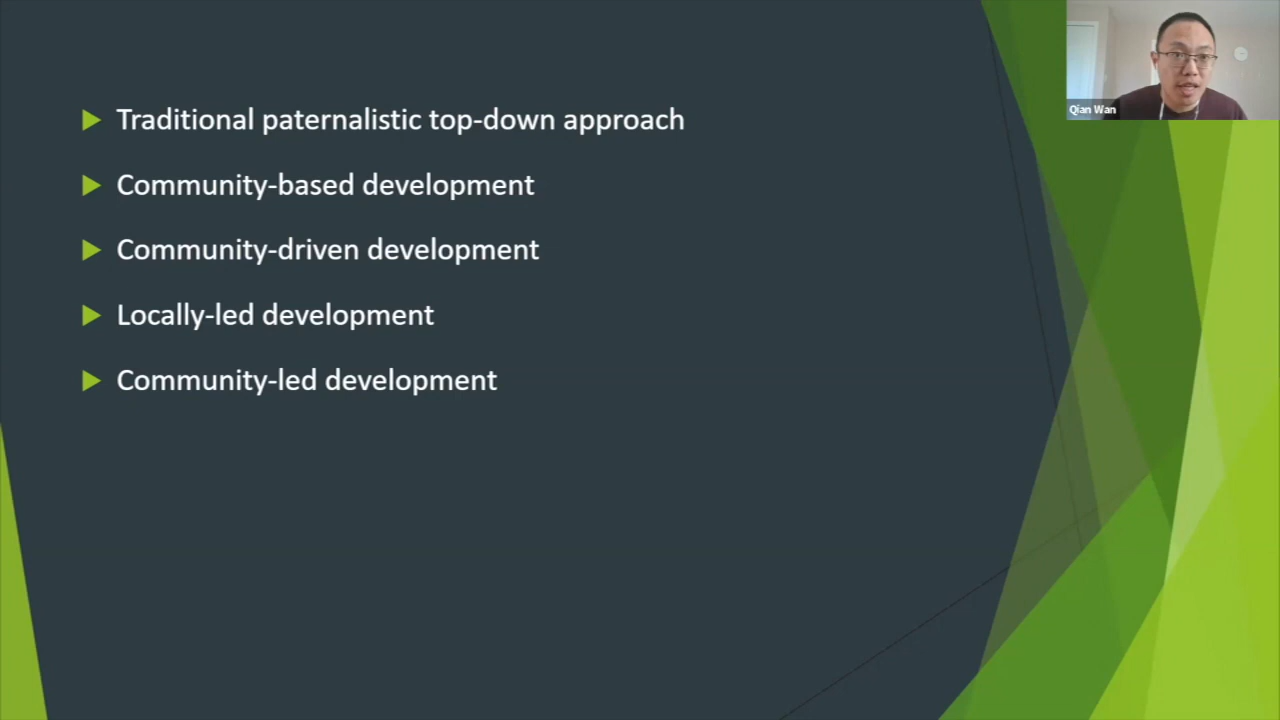 Traditional paternalistic top-down approach
Community-based development
Community-driven development
Locally-led development
Community-led development
Qian Wan